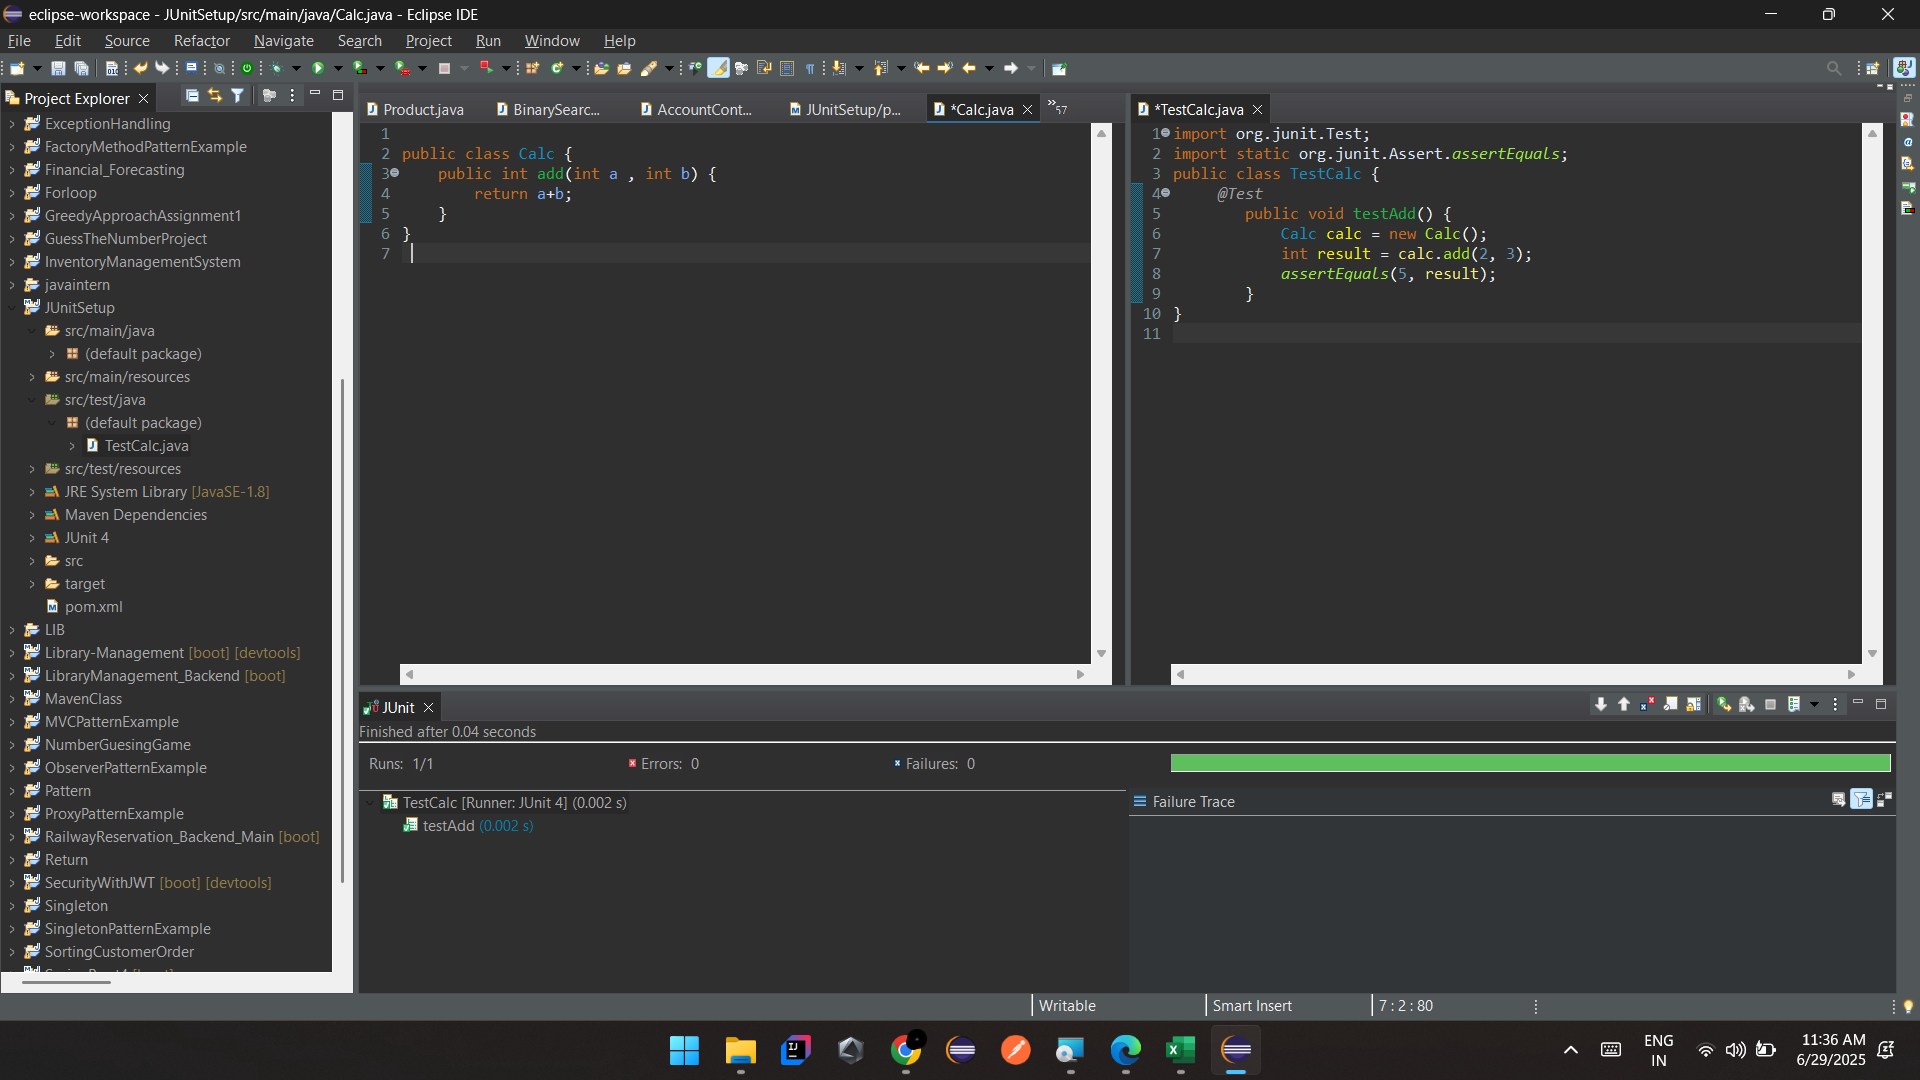 eclipse-workspace - JUnitSetup/src/main/java/Calc.java - Eclipse IDE
File Edit Source Refactor Navigate Search Project Run Window Help
Project Explorer
ExceptionHandling
FactoryMethodPatternExample
Financial_Forecasting
Forloop
GreedyApproachAssignment1
GuessTheNumberProject
InventoryManagementSystem
javaintern
JUnitSetup
src/main/java
(default package)
src/main/resources
src/test/java
(default package)
TestCalc.java
src/test/resources
JRE System Library [JavaSE-1.8]
Maven Dependencies
JUnit 4
src
target
pom.xml
LIB
Library-Management [boot] [devtools]
LibraryManagement_Backend [boot]
MavenClass
MVCPatternExample
NumberGuesingGame
ObserverPatternExample
Pattern
ProxyPatternExample
RailwayReservation_Backend_Main [boot]
Return
SecurityWithJWT [boot] [devtools]
Singleton
SingletonPatternExample
SortingCustomerOrder
Product.java BinarySearc... AccountCont... JUnitSetup/p... *Calc.java »57
1
2 public class Calc {
3 public int add(int a , int b) {
4 return a+b;
5 }
6 }
7
*TestCalc.java
1 import org.junit.Test;
2 import static org.junit.Assert.assertEquals;
3 public class TestCalc {
4 @Test
5 public void testAdd() {
6 Calc calc = new Calc();
7 int result = calc.add(2, 3);
8 assertEquals(5, result);
9 }
10 }
11
JUnit
Finished after 0.04 seconds
Runs: 1/1 Errors: 0 Failures: 0
TestCalc [Runner: JUnit 4] (0.002 s)
testAdd (0.002 s)
Failure Trace
Writable Smart Insert 7 : 2 : 80
ENG
IN
11:36 AM
6/29/2025